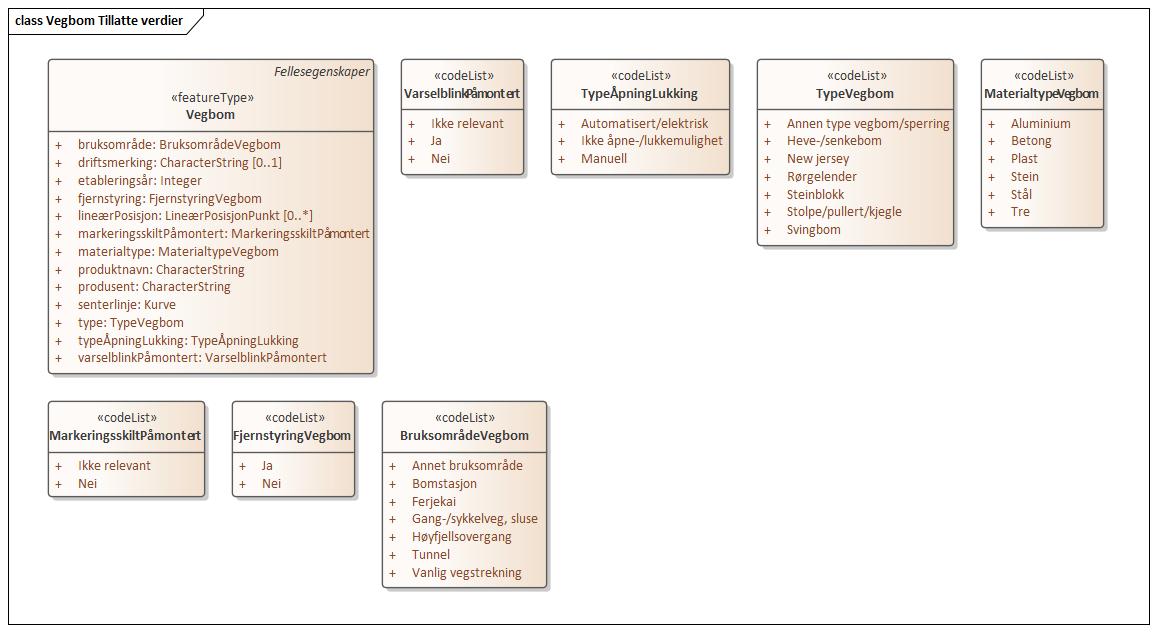 class Vegbom Tillatte verdier
Fellesegenskaper
«featureType»
Vegbom
+ bruksområde: BruksområdeVegbom
+ driftsmerking: CharacterString [0..1]
+ etableringsår: Integer
+ fjernstyring: FjernstyringVegbom
+ lineærPosisjon: LineærPosisjonPunkt [0..*]
+ markeringsskiltPåmontert: MarkeringsskiltPåmontert
+ materialtype: MaterialtypeVegbom
+ produktnavn: CharacterString
+ produsent: CharacterString
+ senterlinje: Kurve
+ type: TypeVegbom
+ typeÅpningLukking: TypeÅpningLukking
+ varselblinkPåmontert: VarselblinkPåmontert
«codeList»
VarselblinkPåmontert
+ Ikke relevant
+ Ja
+ Nei
«codeList»
TypeÅpningLukking
+ Automatisert/elektrisk
+ Ikke åpne-/lukkemulighet
+ Manuell
«codeList»
TypeVegbom
+ Annen type vegbom/sperring
+ Heve-/senkebom
+ New jersey
+ Rørgelender
+ Steinblokk
+ Stolpe/pullert/kjegle
+ Svingbom
«codeList»
MaterialtypeVegbom
+ Aluminium
+ Betong
+ Plast
+ Stein
+ Stål
+ Tre
«codeList»
MarkeringsskiltPåmontert
+ Ikke relevant
+ Nei
«codeList»
FjernstyringVegbom
+ Ja
+ Nei
«codeList»
BruksområdeVegbom
+ Annet bruksområde
+ Bomstasjon
+ Ferjekai
+ Gang-/sykkelveg, sluse
+ Høyfjellsovergang
+ Tunnel
+ Vanlig vegstrekning